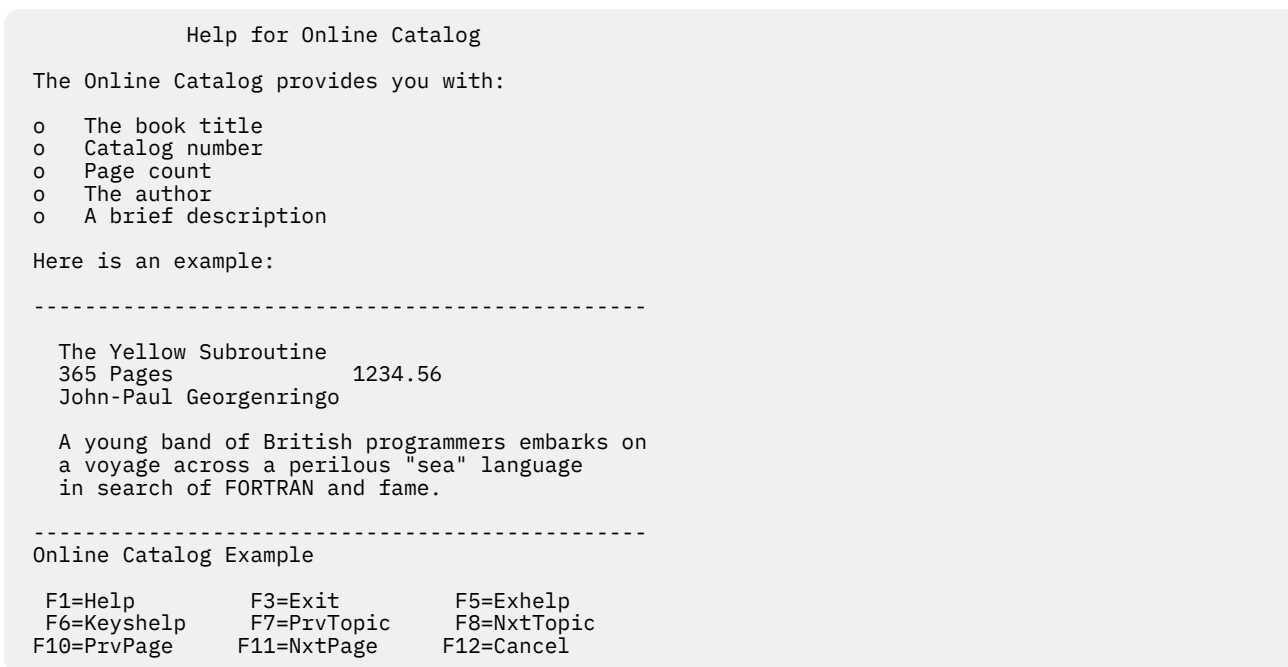 Help for Online Catalog
The Online Catalog provides you with:
o   The book title
o   Catalog number
o   Page count
o   The author
o   A brief description
Here is an example:
------------------------------------------------
The Yellow Subroutine
365 Pages              1234.56
John-Paul Georgenringo
A young band of British programmers embarks on
a voyage across a perilous "sea" language
in search of FORTRAN and fame.
------------------------------------------------
Online Catalog Example
F1=Help         F3=Exit         F5=Exhelp
F6=Keyshelp     F7=PrvTopic     F8=NxtTopic
F10=PrvPage     F11=NxtPage     F12=Cancel